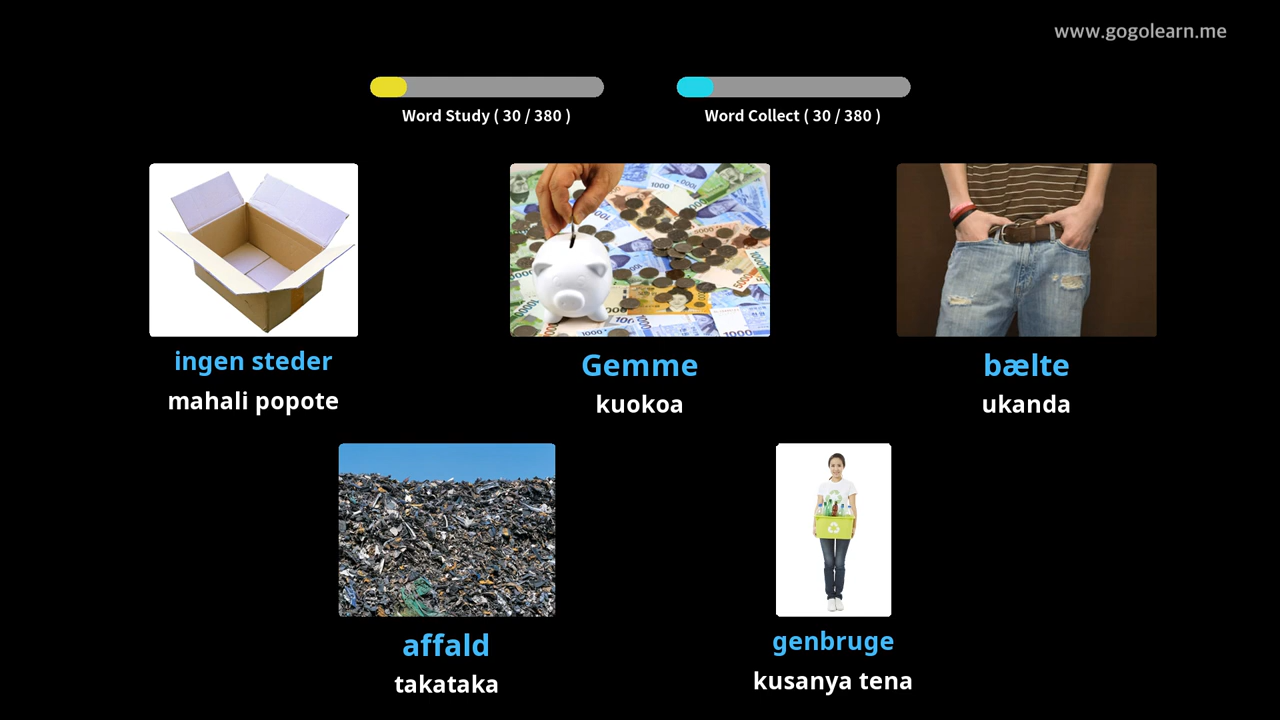 www.gogolearn.me
Word Study ( 30 / 380 )
Word Collect ( 30 / 380 )
ingen steder
mahali popote
Gemme
kuokoa
bælte
ukanda
affald
takataka
genbruge
kusanya tena